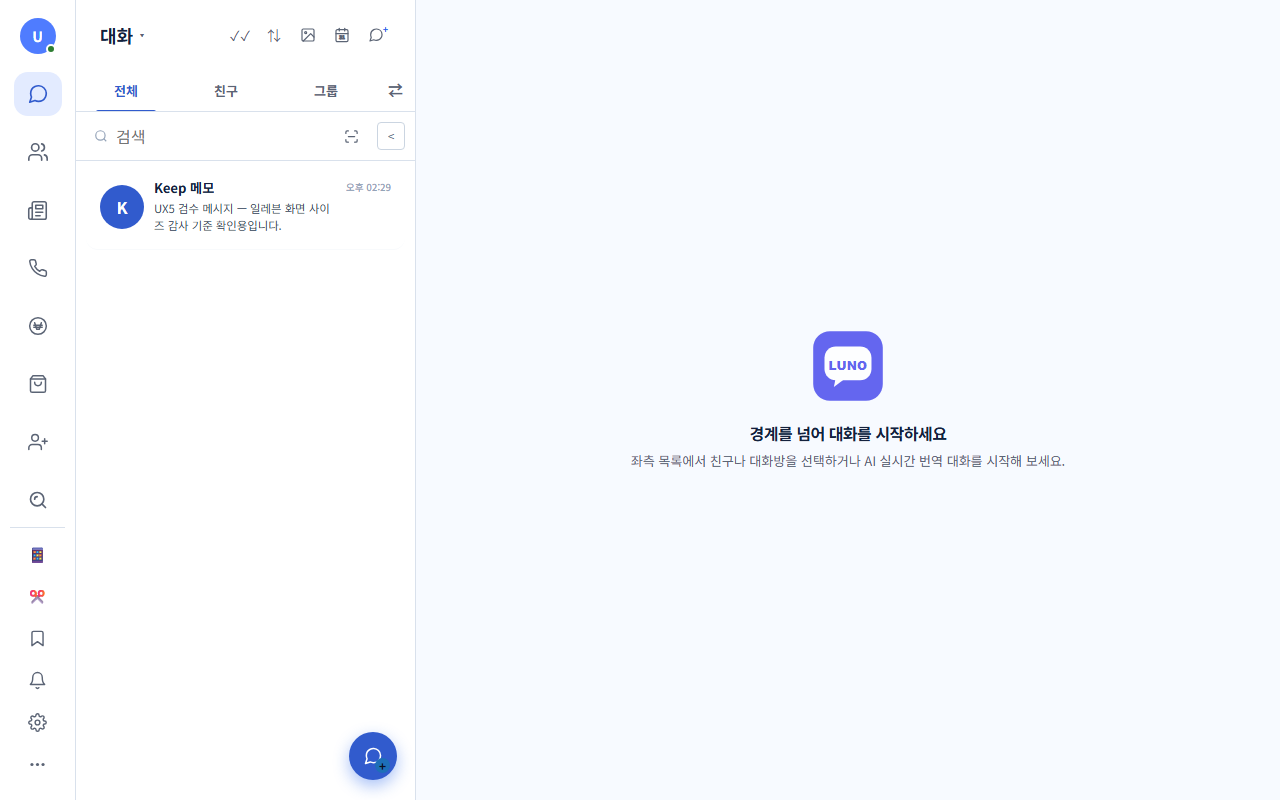 U
대화
전체
친구
그룹
검색
<
K
Keep 메모
오후 02:29
UX5 검수 메시지 — 일레븐 화면 사이
즈 감사 기준 확인용입니다.
LUNO
경계를 넘어 대화를 시작하세요
좌측 목록에서 친구나 대화방을 선택하거나 AI 실시간 번역 대화를 시작해 보세요.